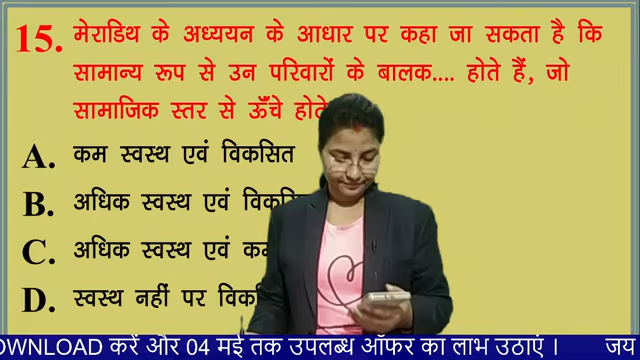 15. मेराडिथ के अध्ययन के आधार पर कहा जा सकता है कि
सामान्य रूप से उन परिवारों के बालक.... होते हैं, जो
सामाजिक स्तर से ऊँचे होते
A. कम स्वस्थ एवं विकसित
B. अधिक स्वस्थ एवं
C. अधिक स्वस्थ एवं
D. स्वस्थ नहीं पर
OWNLOAD करें और 04 मई तक उपलब्ध ऑफर का लाभ उठाएं । जय